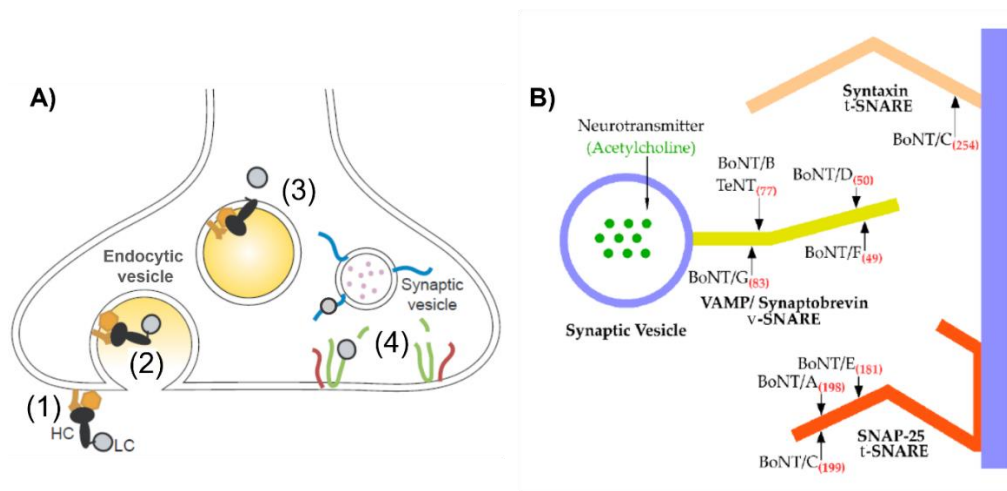 A)
(3)
Endocytic
vesicle
Synaptic
vesicle
(2)
(4)
(1)
HC
LC
B)
Syntaxin
t-SNARE
BoNT/C(254)
Neurotransmitter
(Acetylcholine)
BoNT/B
TeNT(77)
BoNT/D(50)
BoNT/F(49)
BoNT/G(83)
VAMP/ Synaptobrevin
v-SNARE
Synaptic Vesicle
BoNT/E(181)
BoNT/A(198)
SNAP-25
t-SNARE
BoNT/C(199)